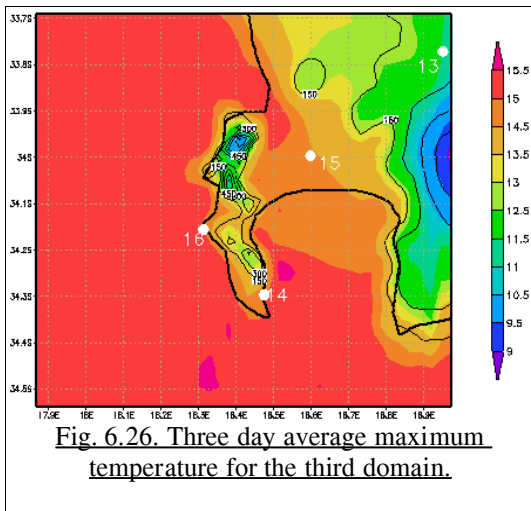 33.7S
33.8S
33.9S
34S
34.1S
34.2S
34.3S
34.4S
34.5S
17.9E 18E 18.1E 18.2E 18.3E 18.4E 18.5E 18.6E 18.7E 18.8E 18.9E
13
150
150
300
450
150
15
450
300
16
300
150
14
15.5
15
14.5
14
13.5
13
12.5
12
11.5
11
10.5
10
9.5
9
Fig. 6.26. Three day average maximum
temperature for the third domain.